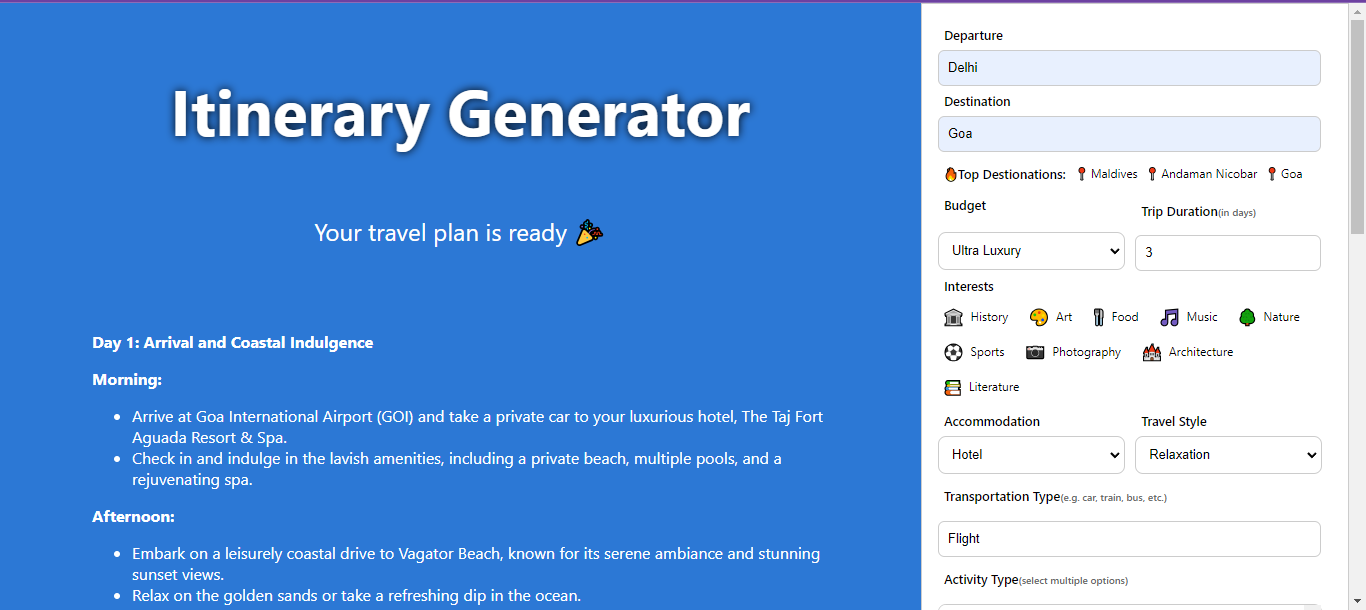 Itinerary Generator
Your travel plan is ready
Day 1: Arrival and Coastal Indulgence
Morning:
Arrive at Goa International Airport (GOI) and take a private car to your luxurious hotel, The Taj Fort
Aguada Resort & Spa.
Check in and indulge in the lavish amenities, including a private beach, multiple pools, and a
rejuvenating spa.
Afternoon:
Embark on a leisurely coastal drive to Vagator Beach, known for its serene ambiance and stunning
sunset views.
Relax on the golden sands or take a refreshing dip in the ocean.
Departure
Delhi
Destination
Goa
Top Destionations: Maldives Andaman Nicobar Goa
Budget Trip Duration(in days)
Ultra Luxury 3
Interests
History Art Food Music Nature
Sports Photography Architecture
Literature
Accommodation Travel Style
Hotel Relaxation
Transportation Type(e.g. car, train, bus, etc.)
Flight
Activity Type(select multiple options)